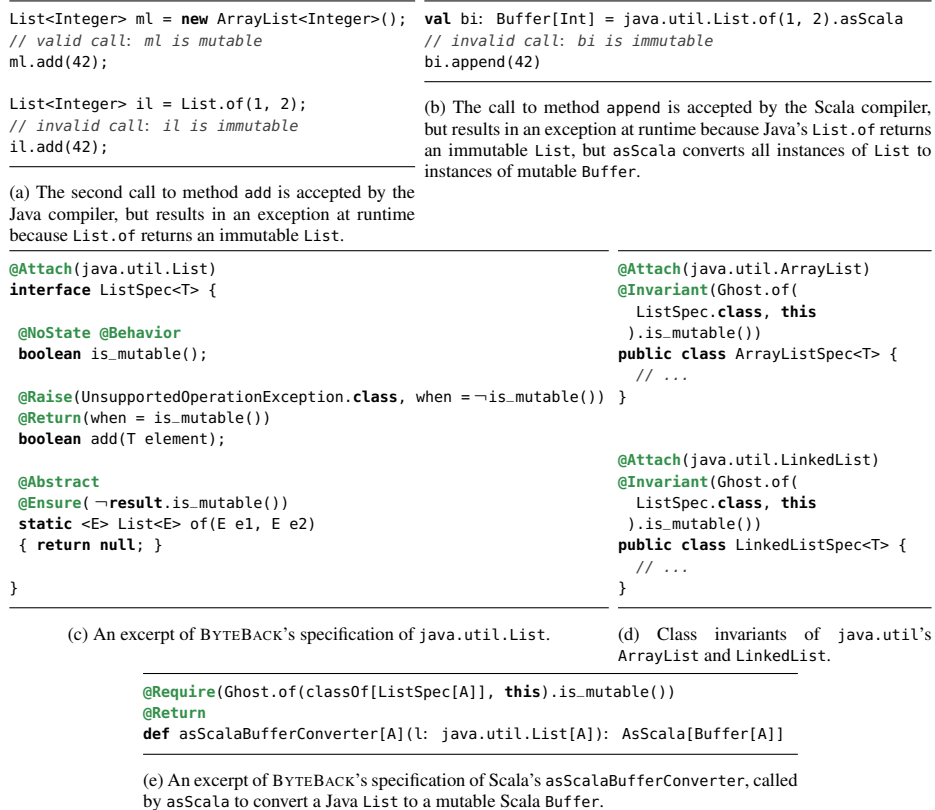 List<Integer> ml = new ArrayList<Integer>();
// valid call: ml is mutable
ml.add(42);
List<Integer> il = List.of(1, 2);
// invalid call: il is immutable
il.add(42);
(a) The second call to method add is accepted by the
Java compiler, but results in an exception at runtime
because List.of returns an immutable List.
val bi: Buffer[Int] = java.util.List.of(1, 2).asScala
// invalid call: bi is immutable
bi.append(42)
(b) The call to method append is accepted by the Scala compiler,
but results in an exception at runtime because Java's List.of returns
an immutable List, but asScala converts all instances of List to
instances of mutable Buffer.
@Attach(java.util.List)
interface ListSpec<T> {
@NoState @Behavior
boolean is_mutable();
@Raise(UnsupportedOperationException.class, when = ¬is_mutable())
@Return(when = is_mutable())
boolean add(T element);
@Abstract
@Ensure( ¬result.is_mutable())
static <E> List<E> of(E e1, E e2)
{ return null; }
}
(c) An excerpt of BYTEBACK's specification of java.util.List.
@Attach(java.util.ArrayList)
@Invariant(Ghost.of(
ListSpec.class, this
).is_mutable())
public class ArrayListSpec<T> {
// ...
}
@Attach(java.util.LinkedList)
@Invariant(Ghost.of(
ListSpec.class, this
).is_mutable())
public class LinkedListSpec<T> {
// ...
}
(d) Class invariants of java.util's
ArrayList and LinkedList.
@Require(Ghost.of(classOf[ListSpec[A]], this).is_mutable())
@Return
def asScalaBufferConverter[A](l: java.util.List[A]): AsScala[Buffer[A]]
(e) An excerpt of BYTEBACK's specification of Scala's asScalaBufferConverter, called
by asScala to convert a Java List to a mutable Scala Buffer.